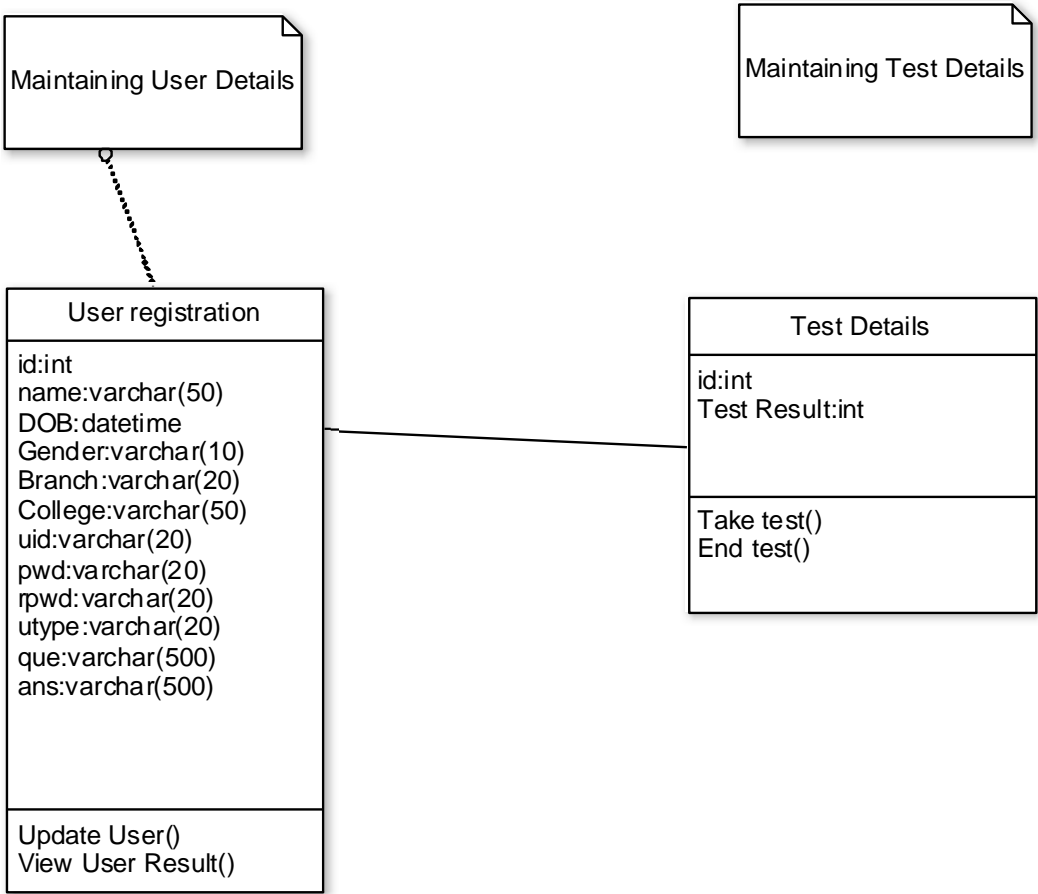 Maintaining User Details
Maintaining Test Details
User registration
id:int
name:varchar(50)
DOB:datetime
Gender:varchar(10)
Branch:varchar(20)
College:varchar(50)
uid:varchar(20)
pwd:varchar(20)
rpwd:varchar(20)
utype:varchar(20)
que:varchar(500)
ans:varchar(500)
Update User()
View User Result()
Test Details
id:int
Test Result:int
Take test()
End test()